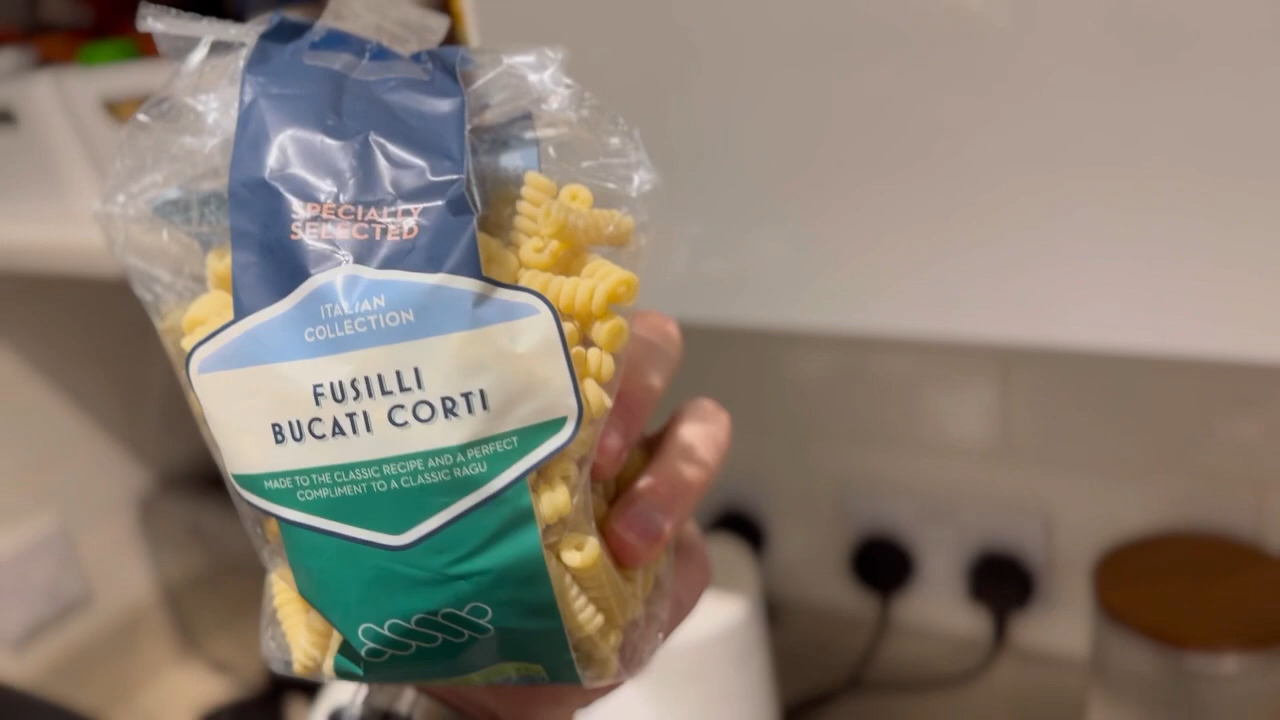 SPECIALLY
SELECTED
ITALIAN
COLLECTION
FUSILLI
BUCATI CORTI
MADE TO THE CLASSIC RECIPE AND A PERFECT
COMPLIMENT TO A CLASSIC RAGU